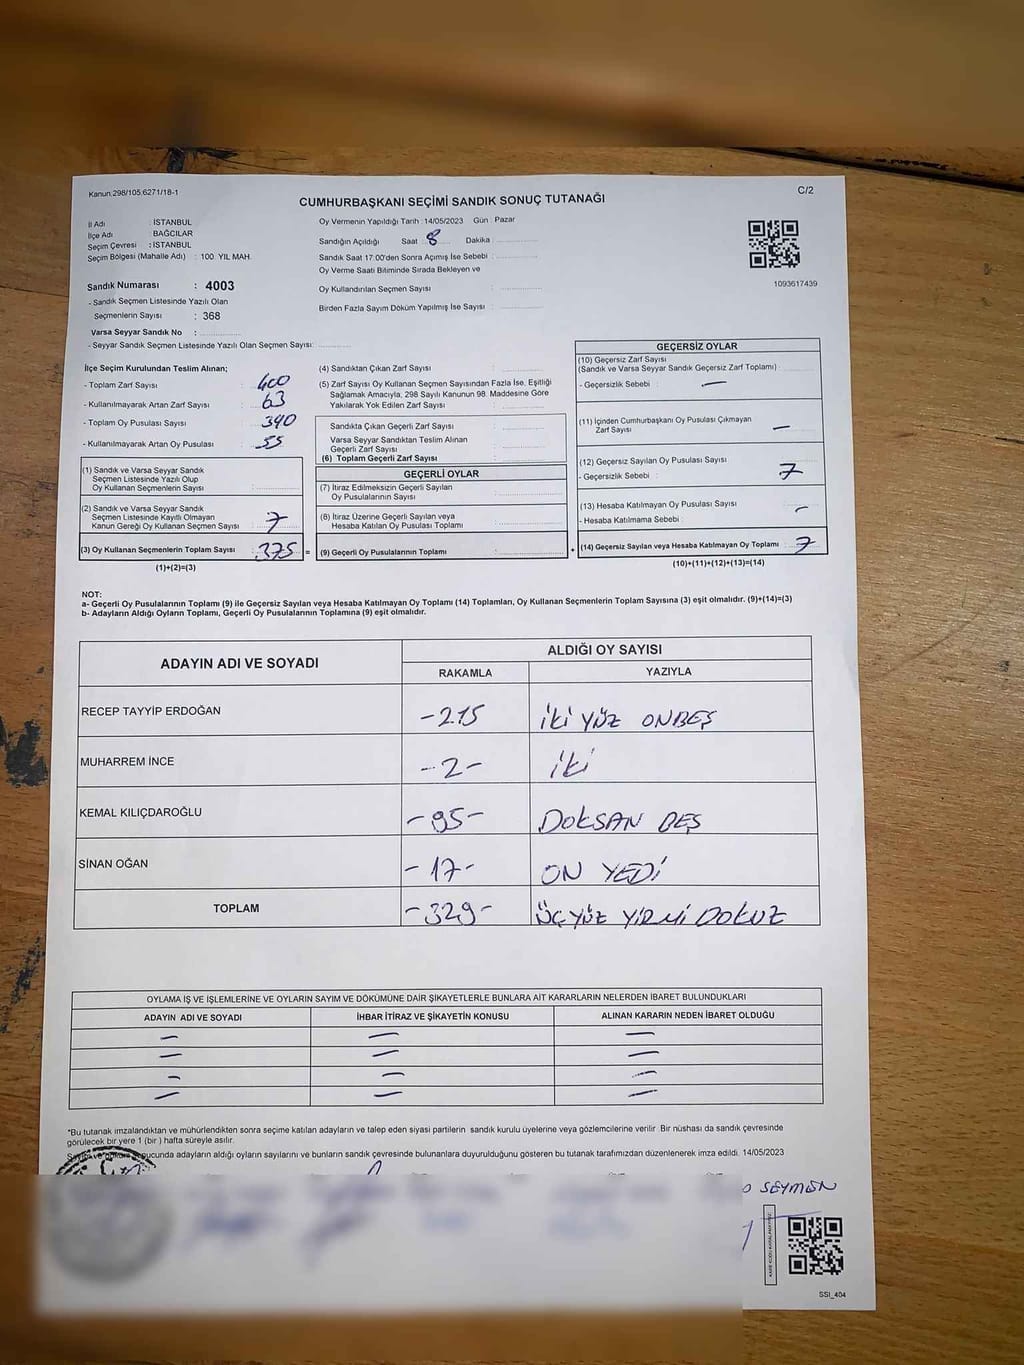 Kanun:298/105,6271/18-1
C/2
CUMHURBAŞKANI SEÇİMİ SANDIK SONUÇ TUTANAĞI
İl Adı : İSTANBUL
İlçe Adı : BAĞCILAR
Seçim Çevresi : İSTANBUL
Seçim Bölgesi (Mahalle Adı) : 100. YIL MAH.
Sandık Numarası : 4003
- Sandık Seçmen Listesinde Yazılı Olan
Seçmenlerin Sayısı : 368
Varsa Seyyar Sandık No :
- Seyyar Sandık Seçmen Listesinde Yazılı Olan Seçmen Sayısı:
Oy Vermenin Yapıldığı Tarih : 14/05/2023 Gün : Pazar
Sandığın Açıldığı Saat 8 Dakika :
Sandık Saat 17:00'den Sonra Açımış İse Sebebi :
Oy Verme Saati Bitiminde Sırada Bekleyen ve
Oy Kullandırılan Seçmen Sayısı :
Birden Fazla Sayım Döküm Yapılmış İse Sayısı :
1093617439
İlçe Seçim Kurulundan Teslim Alınan;
- Toplam Zarf Sayısı : 400
- Kullanılmayarak Artan Zarf Sayısı : 63
- Toplam Oy Pusulası Sayısı : 390
- Kullanılmayarak Artan Oy Pusulası : 55
(1) Sandık ve Varsa Seyyar Sandık
Seçmen Listesinde Yazılı Olup
Oy Kullanan Seçmenlerin Sayısı :
(2) Sandık ve Varsa Seyyar Sandık
Seçmen Listesinde Kayıtlı Olmayan
Kanun Gereği Oy Kullanan Seçmen Sayısı : 7
(3) Oy Kullanan Seçmenlerin Toplam Sayısı : 375 =
(1)+(2)=(3)
(4) Sandıktan Çıkan Zarf Sayısı :
(5) Zarf Sayısı Oy Kullanan Seçmen Sayısından Fazla İse, Eşitliği
Sağlamak Amacıyla, 298 Sayılı Kanunun 98. Maddesine Göre
Yakılarak Yok Edilen Zarf Sayısı :
Sandıkta Çıkan Geçerli Zarf Sayısı :
Varsa Seyyar Sandıktan Teslim Alınan
Geçerli Zarf Sayısı :
(6) Toplam Geçerli Zarf Sayısı :
GEÇERLİ OYLAR
(7) İtiraz Edilmeksizin Geçerli Sayılan
Oy Pusulalarının Sayısı :
(8) İtiraz Üzerine Geçerli Sayılan veya
Hesaba Katılan Oy Pusulası Toplamı :
(9) Geçerli Oy Pusulalarının Toplamı : +
GEÇERSİZ OYLAR
(10) Geçersiz Zarf Sayısı
(Sandık ve Varsa Seyyar Sandık Geçersiz Zarf Toplamı) :
- Geçersizlik Sebebi : —
(11) İçinden Cumhurbaşkanı Oy Pusulası Çıkmayan
Zarf Sayısı : —
(12) Geçersiz Sayılan Oy Pusulası Sayısı :
- Geçersizlik Sebebi : 7
(13) Hesaba Katılmayan Oy Pusulası Sayısı : -
- Hesaba Katılmama Sebebi :
(14) Geçersiz Sayılan veya Hesaba Katılmayan Oy Toplamı : 7
(10)+(11)+(12)+(13)=(14)
NOT:
a- Geçerli Oy Pusulalarının Toplamı (9) ile Geçersiz Sayılan veya Hesaba Katılmayan Oy Toplamı (14) Toplamları, Oy Kullanan Seçmenlerin Toplam Sayısına (3) eşit olmalıdır. (9)+(14)=(3)
b- Adayların Aldığı Oyların Toplamı, Geçerli Oy Pusulalarının Toplamına (9) eşit olmalıdır.
ADAYIN ADI VE SOYADI ALDIĞI OY SAYISI
RAKAMLA YAZIYLA
RECEP TAYYİP ERDOĞAN -215 İKİ YÜZ ONBEŞ
MUHARREM İNCE -2- İKİ
KEMAL KILIÇDAROĞLU -95- DOKSAN BEŞ
SİNAN OĞAN -17- ON YEDİ
TOPLAM -329- ÜÇYÜZ YİRMİ DOKUZ
OYLAMA İŞ VE İŞLEMLERİNE VE OYLARIN SAYIM VE DÖKÜMÜNE DAİR ŞİKAYETLERLE BUNLARA AİT KARARLARIN NELERDEN İBARET BULUNDUKLARI
ADAYIN ADI VE SOYADI İHBAR İTİRAZ VE ŞİKAYETİN KONUSU ALINAN KARARIN NEDEN İBARET OLDUĞU
— — —
— — —
— — —
— — —
*Bu tutanak imzalandıktan ve mühürlendikten sonra seçime katılan adayların ve talep eden siyasi partilerin sandık kurulu üyelerine veya gözlemcilerine verilir. Bir nüshası da sandık çevresinde
görülecek bir yere 1 (bir ) hafta süreyle asılır.
Sayım ve döküm sonucunda adayların aldığı oyların sayılarını ve bunların sandık çevresinde bulunanlara duyurulduğunu gösteren bu tutanak tarafımızdan düzenlenerek imza edildi. 14/05/2023
SEYMEN
SSI_404